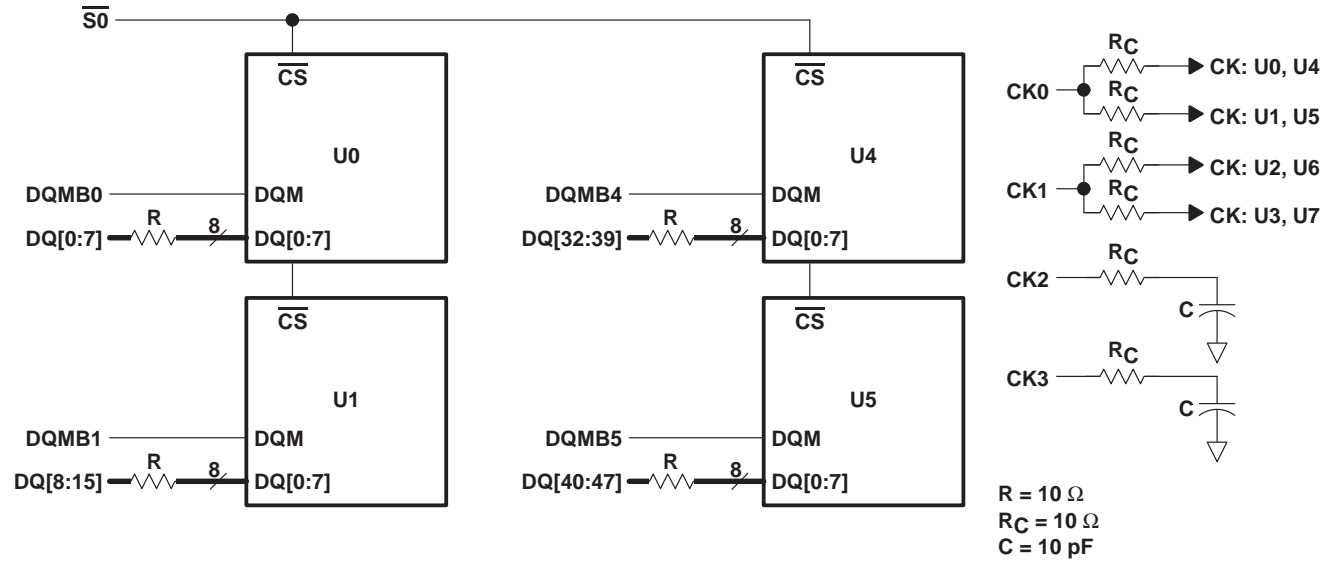 S0
CS
U0
DQMB0
DQM
R
DQ[0:7]
8
DQ[0:7]
CS
U4
DQMB4
DQM
R
DQ[32:39]
8
DQ[0:7]
CS
U1
DQMB1
DQM
R
DQ[8:15]
8
DQ[0:7]
CS
U5
DQMB5
DQM
R
DQ[40:47]
8
DQ[0:7]
RC
CK: U0, U4
CK0
RC
CK: U1, U5
RC
CK: U2, U6
CK1
RC
CK: U3, U7
RC
CK2
C
RC
CK3
C
R = 10 Ω
RC = 10 Ω
C = 10 pF